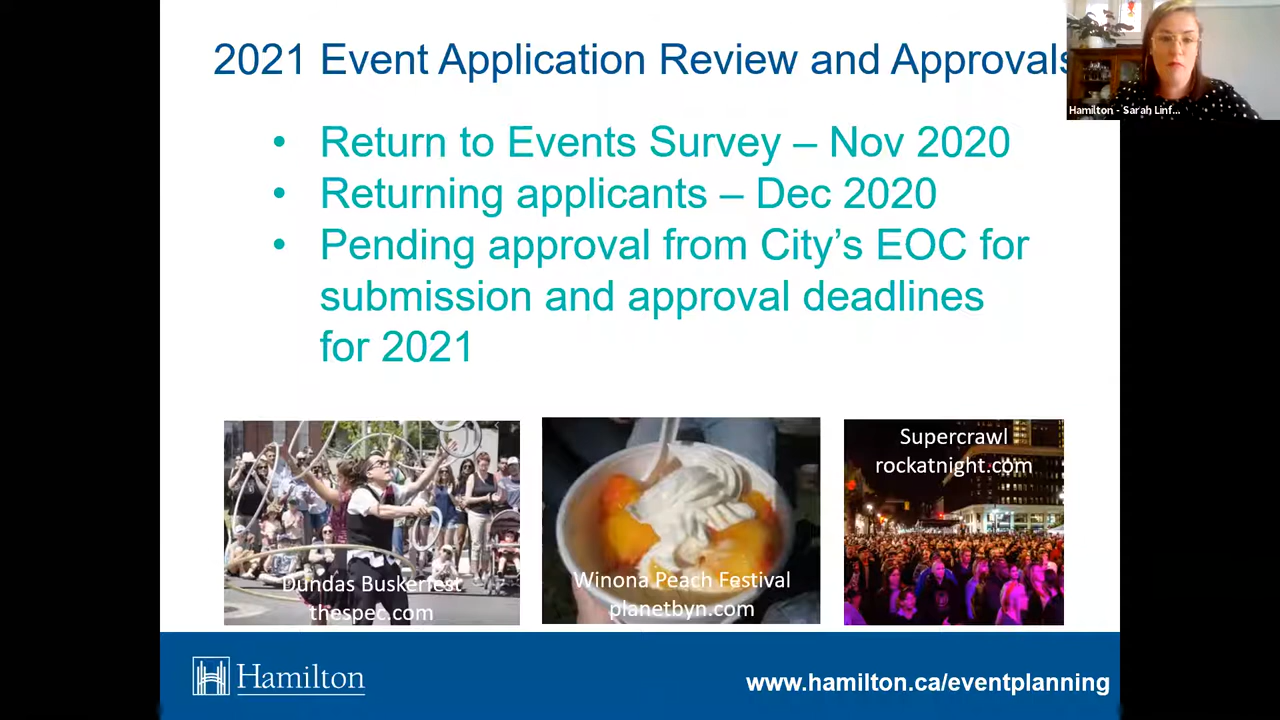 2021 Event Application Review and Approvals
Hamilton - Sarah Linf...
• Return to Events Survey – Nov 2020
• Returning applicants – Dec 2020
• Pending approval from City’s EOC for
submission and approval deadlines
for 2021
Supercrawl
rockatnight.com
Dundas Buskerfest
thespec.com
Winona Peach Festival
planetbyn.com
Hamilton
www.hamilton.ca/eventplanning